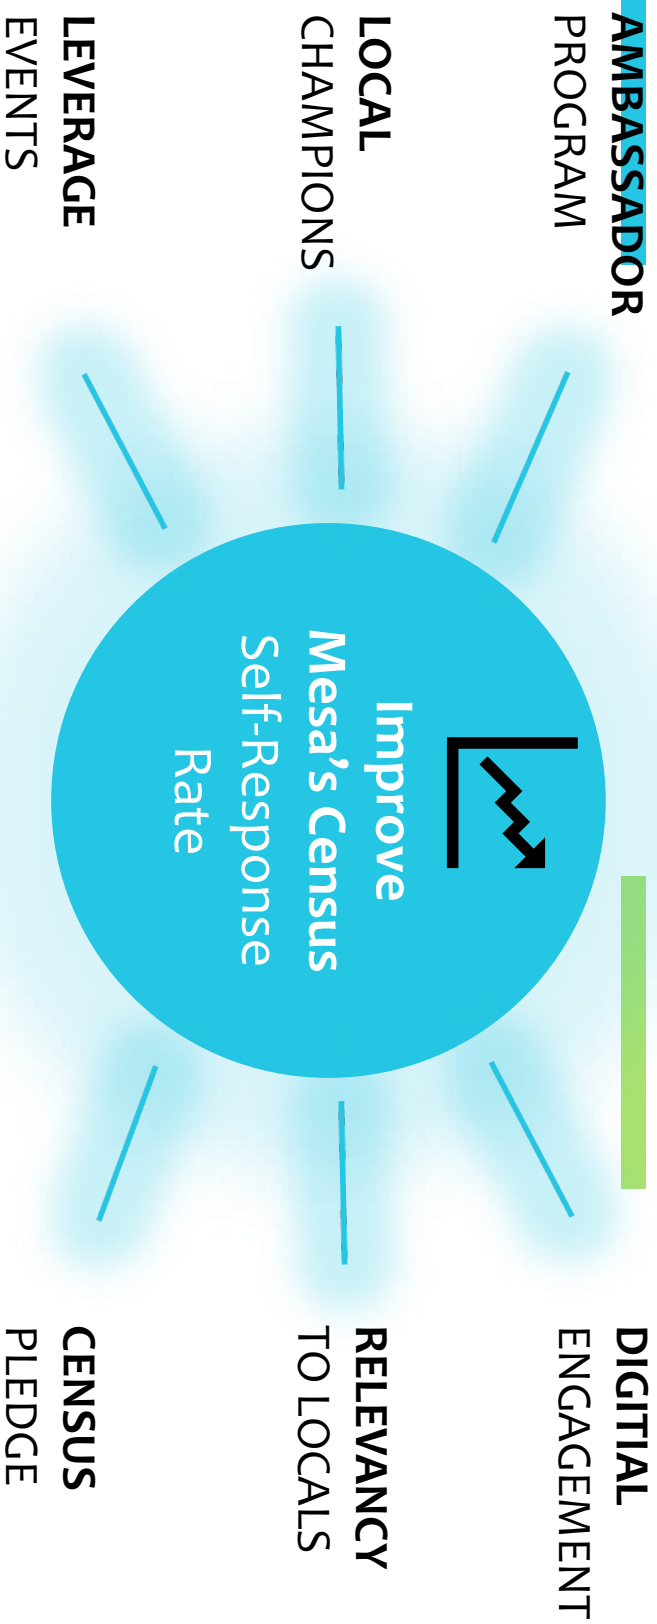 AMBASSADOR
PROGRAM
LOCAL
CHAMPIONS
LEVERAGE
EVENTS
Improve
Mesa’s Census
Self-Response
Rate
DIGITIAL
ENGAGEMENT
RELEVANCY
TO LOCALS
CENSUS
PLEDGE